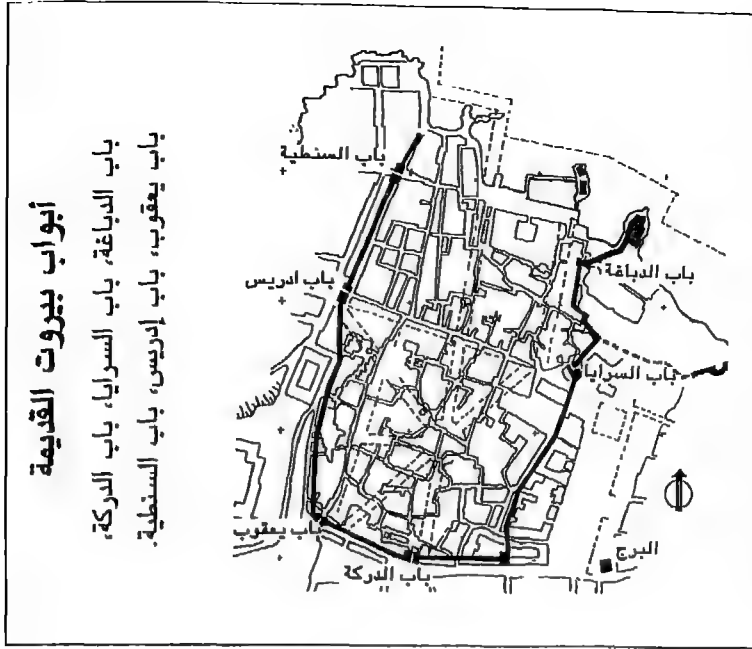 أبواب بيروت القديمة
باب الدباغة، باب السرايا، باب الدركة،
باب يعقوب، باب إدريس، باب السنطية.
باب السنطية
باب ادريس
باب الدباغة
باب السرايا
باب يعقوب
باب الدركة
البرج